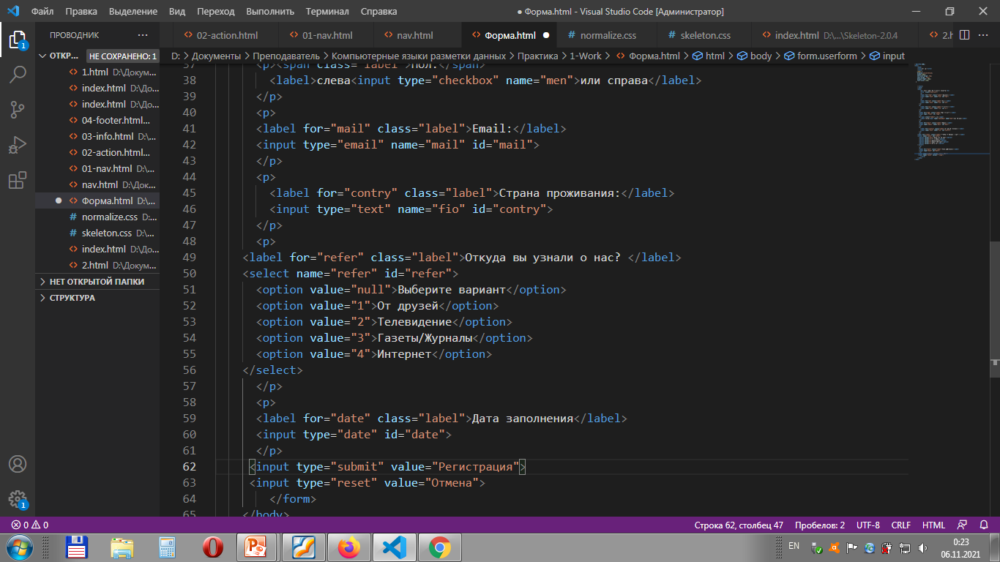 Файл Правка Выделение Вид Переход Выполнить Терминал Справка ● Форма.html - Visual Studio Code [Администратор]
ПРОВОДНИК ··· <> 02-action.html <> 01-nav.html <> nav.html <> Форма.html ● # normalize.css # skeleton.css <> index.html D:\...\Skeleton-2.0.4 <> 2.h ···
ОТКР... НЕ СОХРАНЕНО: 1
D: > Документы > Преподаватель > Компьютерные языки разметки данных > Практика > 1-Work > <> Форма.html > html > body > form.userform > input
<> 1.html D:\Докум...
<> index.html D:\До...
<> index.html D:\До...
<> 04-footer.html...
<> 03-info.html D:\...
<> 02-action.html...
<> 01-nav.html D:\...
<> nav.html D:\Док...
● <> Форма.html D:\...
# normalize.css D:...
# skeleton.css D:\...
<> index.html D:\До...
<> 2.html D:\Докум...
НЕТ ОТКРЫТОЙ ПАПКИ
СТРУКТУРА
1
1
37 <p><span class="label">Пол:</span>
38 <label>слева<input type="checkbox" name="men">или справа</label>
39 </p>
40 <p>
41 <label for="mail" class="label">Email:</label>
42 <input type="email" name="mail" id="mail">
43 </p>
44 <p>
45 <label for="contry" class="label">Страна проживания:</label>
46 <input type="text" name="fio" id="contry">
47 </p>
48 <p>
49 <label for="refer" class="label">Откуда вы узнали о нас? </label>
50 <select name="refer" id="refer">
51 <option value="null">Выберите вариант</option>
52 <option value="1">От друзей</option>
53 <option value="2">Телевидение</option>
54 <option value="3">Газеты/Журналы</option>
55 <option value="4">Интернет</option>
56 </select>
57 </p>
58 <p>
59 <label for="date" class="label">Дата заполнения</label>
60 <input type="date" id="date">
61 </p>
62 <input type="submit" value="Регистрация">
63 <input type="reset" value="Отмена">
64 </form>
65 </body>
0 0 Строка 62, столбец 47 Пробелов: 2 UTF-8 CRLF HTML
EN 0:23
06.11.2021